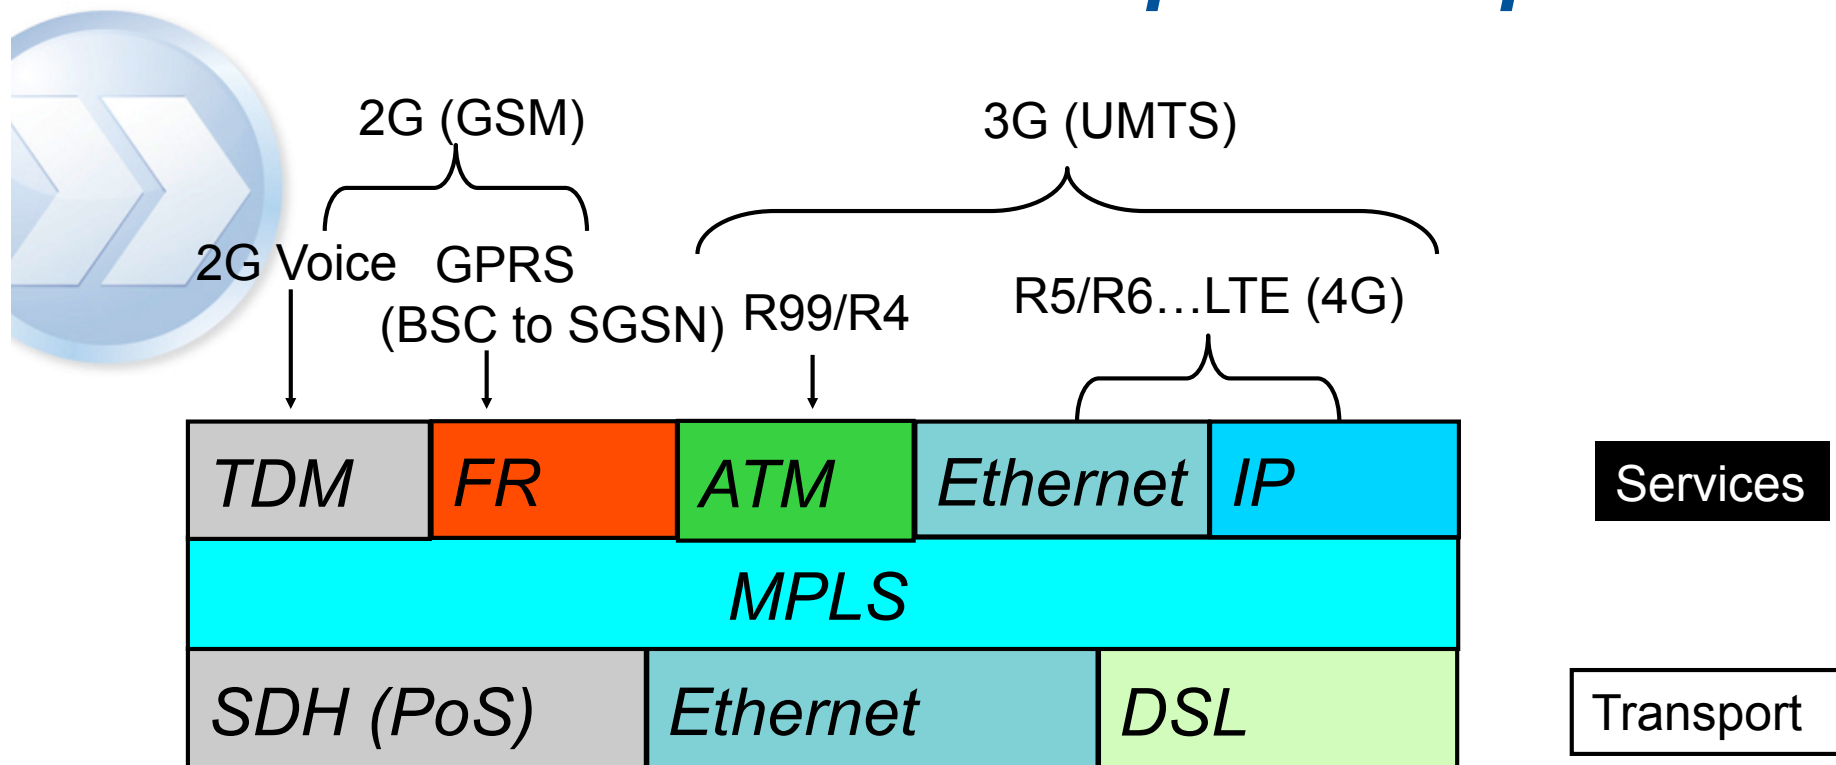 2G (GSM)
3G (UMTS)
2G Voice
GPRS
(BSC to SGSN)
R99/R4
R5/R6…LTE (4G)
TDM
FR
ATM
Ethernet
IP
Services
MPLS
SDH (PoS)
Ethernet
DSL
Transport